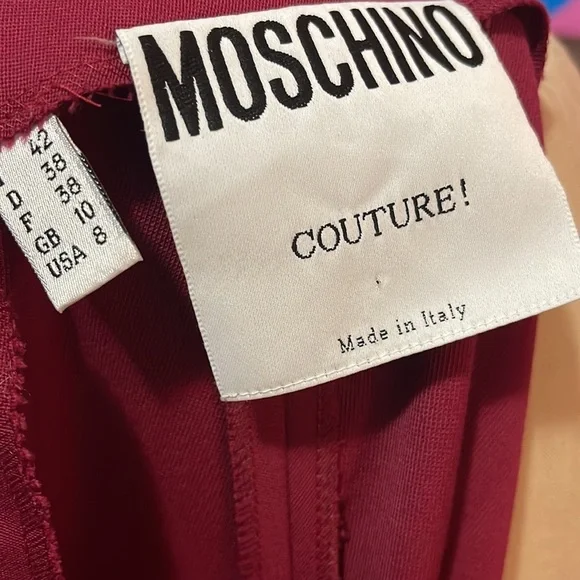 MOSCHINO
COUTURE!
Made in Italy
42
D 38
F 38
GB 10
USA 8